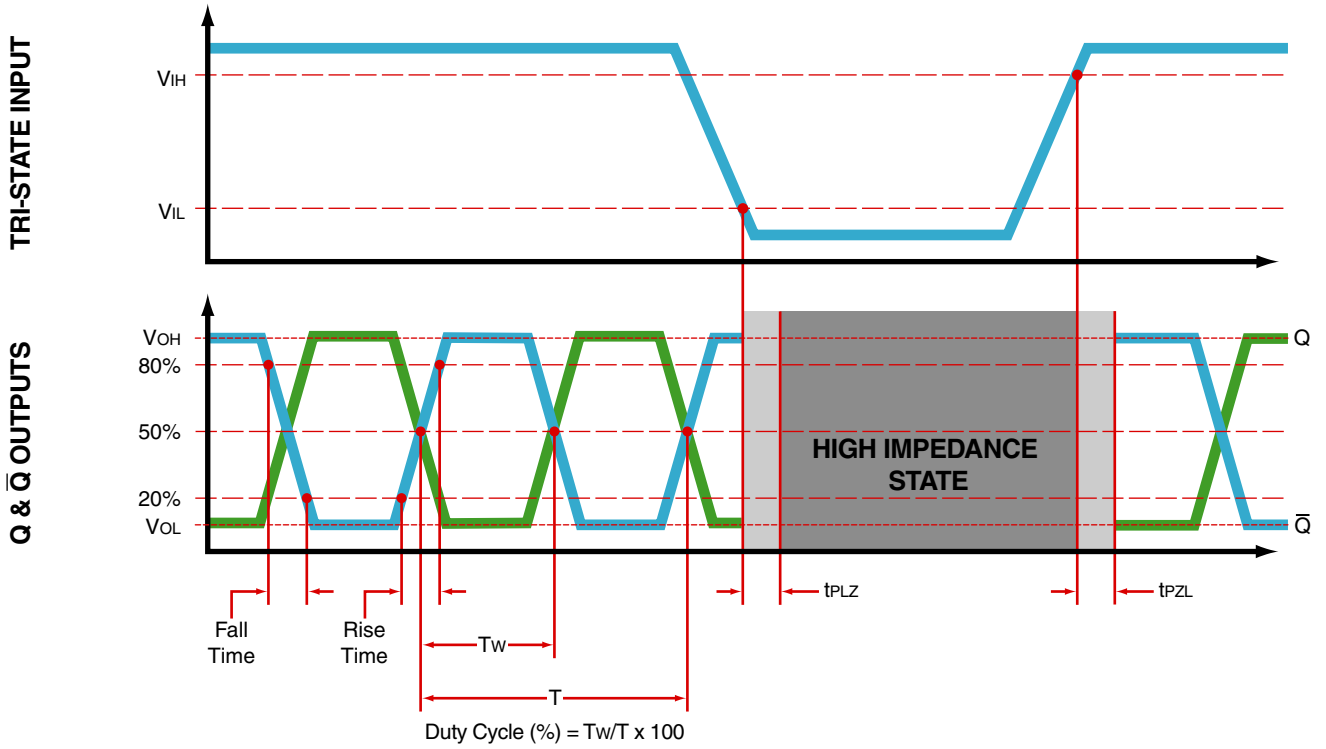 TRI-STATE INPUT
VIH
VIL
Q & Q̅ OUTPUTS
VOH
80%
50%
20%
VOL
Q
Q̅
HIGH IMPEDANCE
STATE
Fall
Time
Rise
Time
tPLZ
tPZL
TW
T
Duty Cycle (%) = TW/T x 100